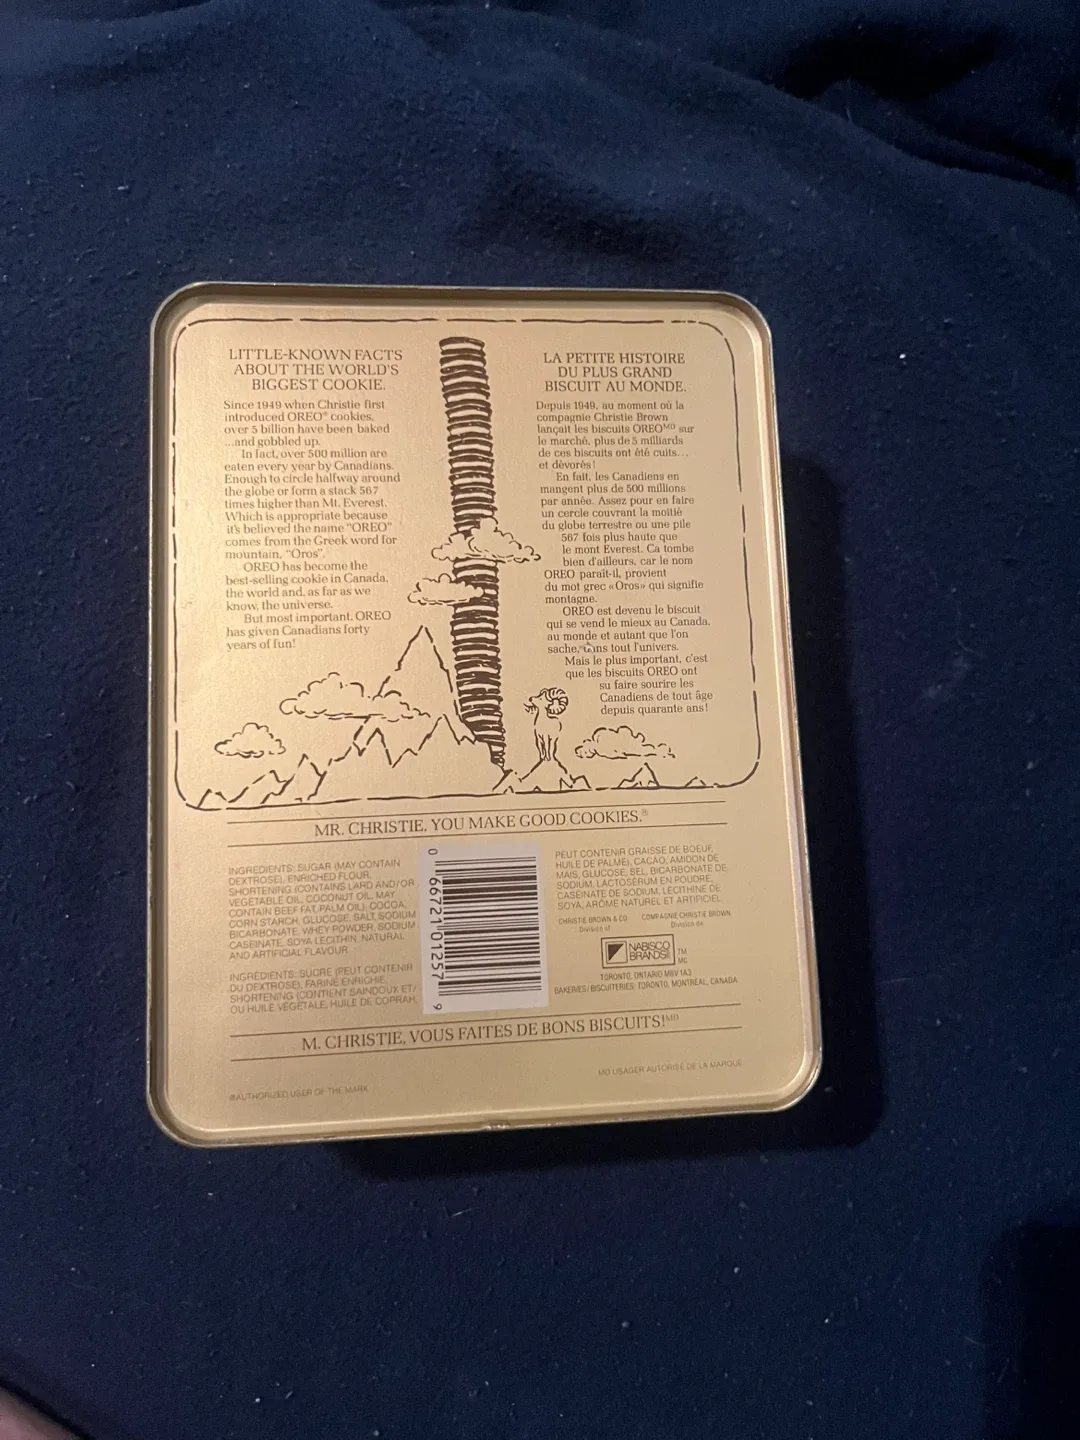 LITTLE-KNOWN FACTS
ABOUT THE WORLD'S
BIGGEST COOKIE.
Since 1949 when Christie first
introduced OREO® cookies,
over 5 billion have been baked
...and gobbled up.
In fact, over 500 million are
eaten every year by Canadians.
Enough to circle halfway around
the globe or form a stack 567
times higher than Mt. Everest.
Which is appropriate because
it's believed the name "OREO"
comes from the Greek word for
mountain, "Oros".
OREO has become the
best-selling cookie in Canada,
the world and, as far as we
know, the universe.
But most important, OREO
has given Canadians forty
years of fun!
LA PETITE HISTOIRE
DU PLUS GRAND
BISCUIT AU MONDE.
Depuis 1949, au moment où la
compagnie Christie Brown
lançait les biscuits OREOMD sur
le marché, plus de 5 milliards
de ces biscuits ont été cuits...
et dévorés!
En fait, les Canadiens en
mangent plus de 500 millions
par année. Assez pour en faire
un cercle couvrant la moitié
du globe terrestre ou une pile
567 fois plus haute que
le mont Everest. Ca tombe
bien d'ailleurs, car le nom
OREO paraît-il, provient
du mot grec «Oros» qui signifie
montagne.
OREO est devenu le biscuit
qui se vend le mieux au Canada,
au monde et autant que l'on
sache, dans tout l'univers.
Mais le plus important, c'est
que les biscuits OREO ont
su faire sourire les
Canadiens de tout âge
depuis quarante ans!
MR. CHRISTIE, YOU MAKE GOOD COOKIES.®
INGREDIENTS: SUGAR (MAY CONTAIN
DEXTROSE), ENRICHED FLOUR,
SHORTENING (CONTAINS LARD AND/OR
VEGETABLE OIL, COCONUT OIL, MAY
CONTAIN BEEF FAT, PALM OIL), COCOA,
CORN STARCH, GLUCOSE, SALT, SODIUM
BICARBONATE, WHEY POWDER, SODIUM
CASEINATE, SOYA LECITHIN, NATURAL
AND ARTIFICIAL FLAVOUR.
INGRÉDIENTS: SUCRE (PEUT CONTENIR
DU DEXTROSE), FARINE ENRICHIE,
SHORTENING (CONTIENT SAINDOUX ET/
OU HUILE VÉGÉTALE, HUILE DE COPRAH,
0 66721 01257 9
PEUT CONTENIR GRAISSE DE BOEUF,
HUILE DE PALME), CACAO, AMIDON DE
MAÏS, GLUCOSE, SEL, BICARBONATE DE
SODIUM, LACTOSÉRUM EN POUDRE,
CASÉINATE DE SODIUM, LÉCITHINE DE
SOYA, ARÔME NATUREL ET ARTIFICIEL.
CHRISTIE BROWN & CO. COMPAGNIE CHRISTIE BROWN
Division of Division de
NABISCO
BRANDS TM
MC
TORONTO, ONTARIO M8V 1A3
BAKERIES/BISCUITERIES: TORONTO, MONTREAL, CANADA
M. CHRISTIE, VOUS FAITES DE BONS BISCUITS!MD
®AUTHORIZED USER OF THE MARK
MD USAGER AUTORISÉ DE LA MARQUE